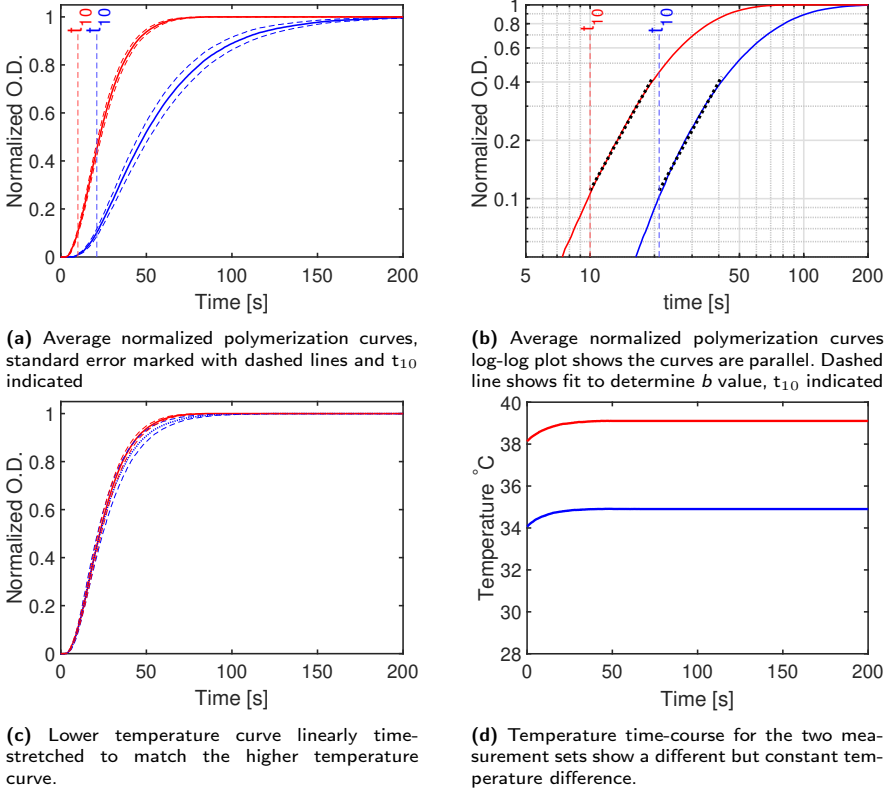 1
0.8
0.6
0.4
0.2
0
Normalized O.D.
t10
t10
0 50 100 150 200
Time [s]
1
0.8
0.6
0.4
0.2
0.1
Normalized O.D.
t10
t10
5 10 50 100 200
time [s]
(a) Average normalized polymerization curves,
standard error marked with dashed lines and t10
indicated
(b) Average normalized polymerization curves
log-log plot shows the curves are parallel. Dashed
line shows fit to determine b value, t10 indicated
1
0.8
0.6
0.4
0.2
0
Normalized O.D.
0 50 100 150 200
Time [s]
40
38
36
34
32
30
28
Temperature °C
0 50 100 150 200
Time [s]
(c) Lower temperature curve linearly time-
stretched to match the higher temperature
curve.
(d) Temperature time-course for the two mea-
surement sets show a different but constant tem-
perature difference.